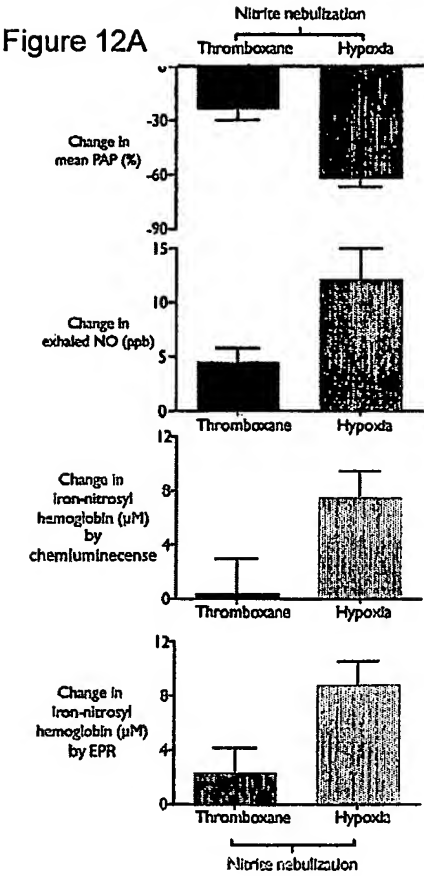 Nitrite nebulization
Figure 12A
Thromboxane Hypoxia
0
-30
-60
-90
Change in
mean PAP (%)
15
10
5
0
Change in
exhaled NO (ppb)
Thromboxane Hypoxia
12
8
4
0
Change in
iron-nitrosyl
hemoglobin (µM)
by
chemluminecense
Thromboxane Hypoxia
12
8
4
0
Change in
iron-nitrosyl
hemoglobin (µM)
by EPR
Thromboxane Hypoxia
Nitrite nebulization